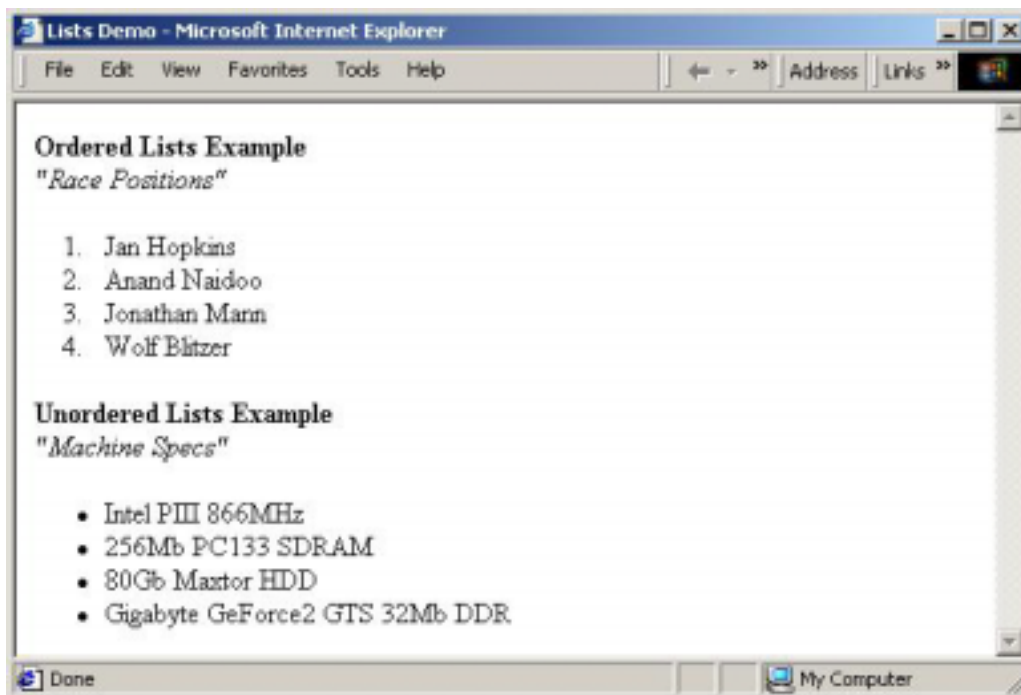 Lists Demo - Microsoft Internet Explorer
File Edit View Favorites Tools Help » Address Links »
Ordered Lists Example
"Race Positions"
1. Jan Hopkins
2. Anand Naidoo
3. Jonathan Mann
4. Wolf Blitzer
Unordered Lists Example
"Machine Specs"
• Intel PIII 866MHz
• 256Mb PC133 SDRAM
• 80Gb Maxtor HDD
• Gigabyte GeForce2 GTS 32Mb DDR
Done My Computer